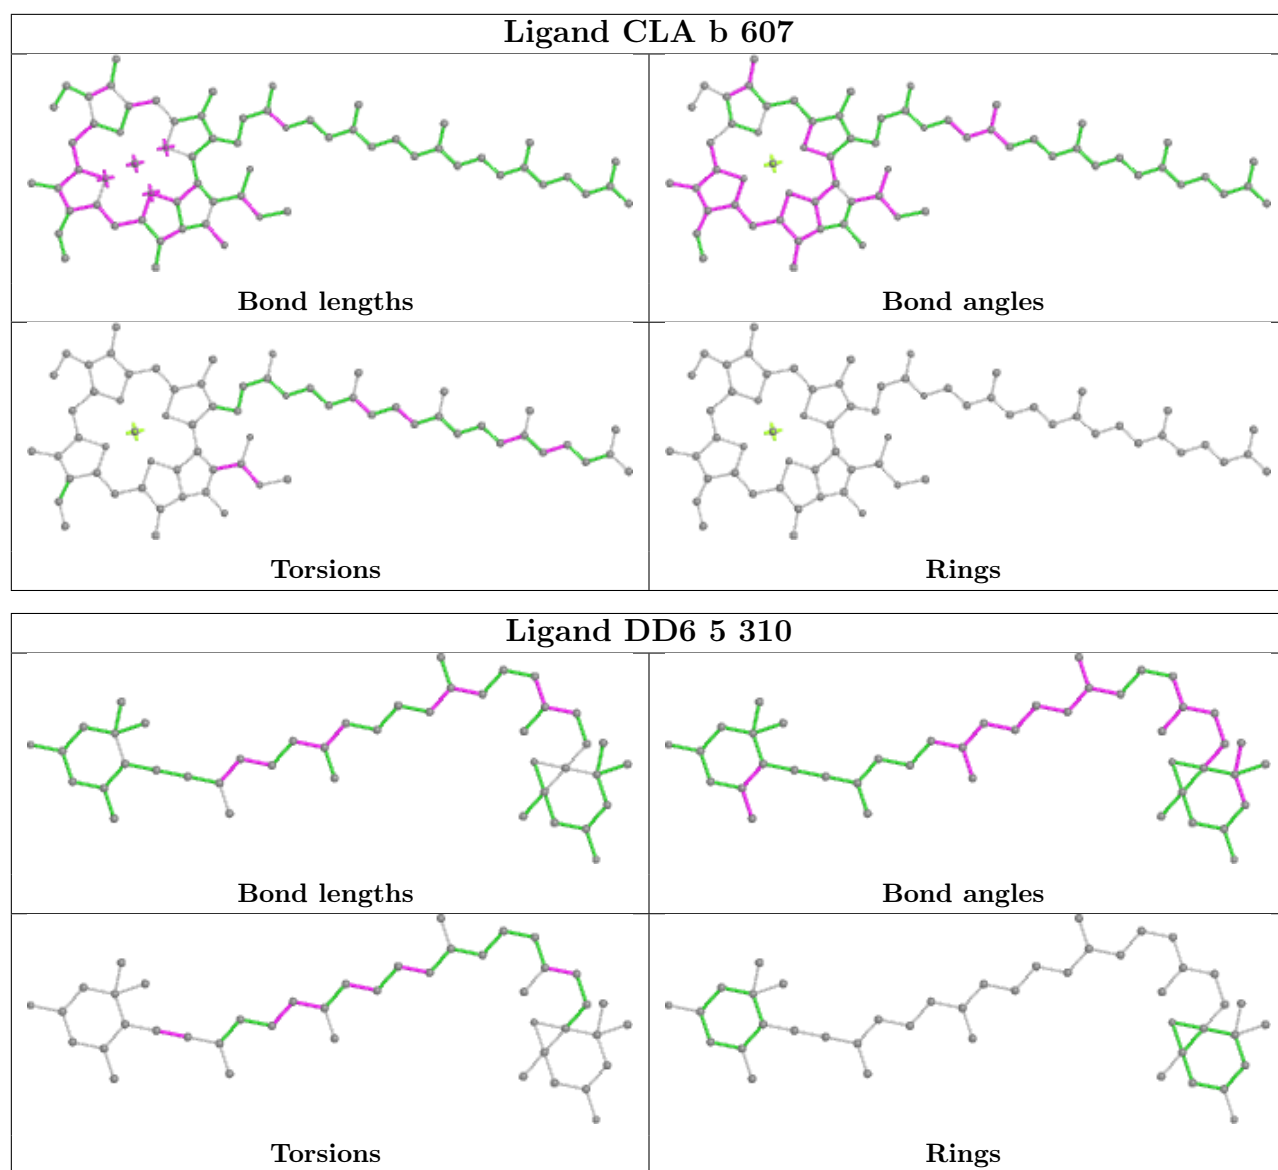 Ligand CLA b 607
Bond lengths
Bond angles
Torsions
Rings
Ligand DD6 5 310
Bond lengths
Bond angles
Torsions
Rings